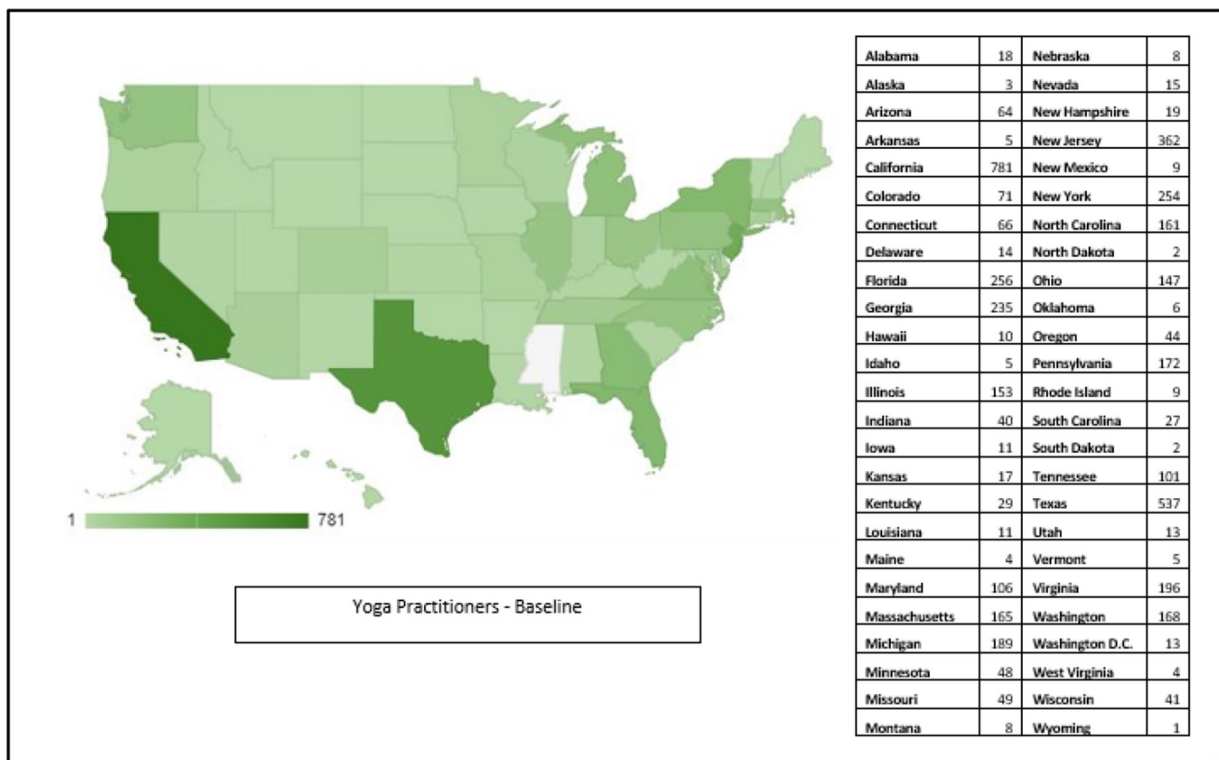 Alabama 18 Nebraska 8
Alaska 3 Nevada 15
Arizona 64 New Hampshire 19
Arkansas 5 New Jersey 362
California 781 New Mexico 9
Colorado 71 New York 254
Connecticut 66 North Carolina 161
Delaware 14 North Dakota 2
Florida 256 Ohio 147
Georgia 235 Oklahoma 6
Hawaii 10 Oregon 44
Idaho 5 Pennsylvania 172
Illinois 153 Rhode Island 9
Indiana 40 South Carolina 27
Iowa 11 South Dakota 2
Kansas 17 Tennessee 101
Kentucky 29 Texas 537
Louisiana 11 Utah 13
Maine 4 Vermont 5
Maryland 106 Virginia 196
Massachusetts 165 Washington 168
Michigan 189 Washington D.C. 13
Minnesota 48 West Virginia 4
Missouri 49 Wisconsin 41
Montana 8 Wyoming 1
1 781
Yoga Practitioners - Baseline